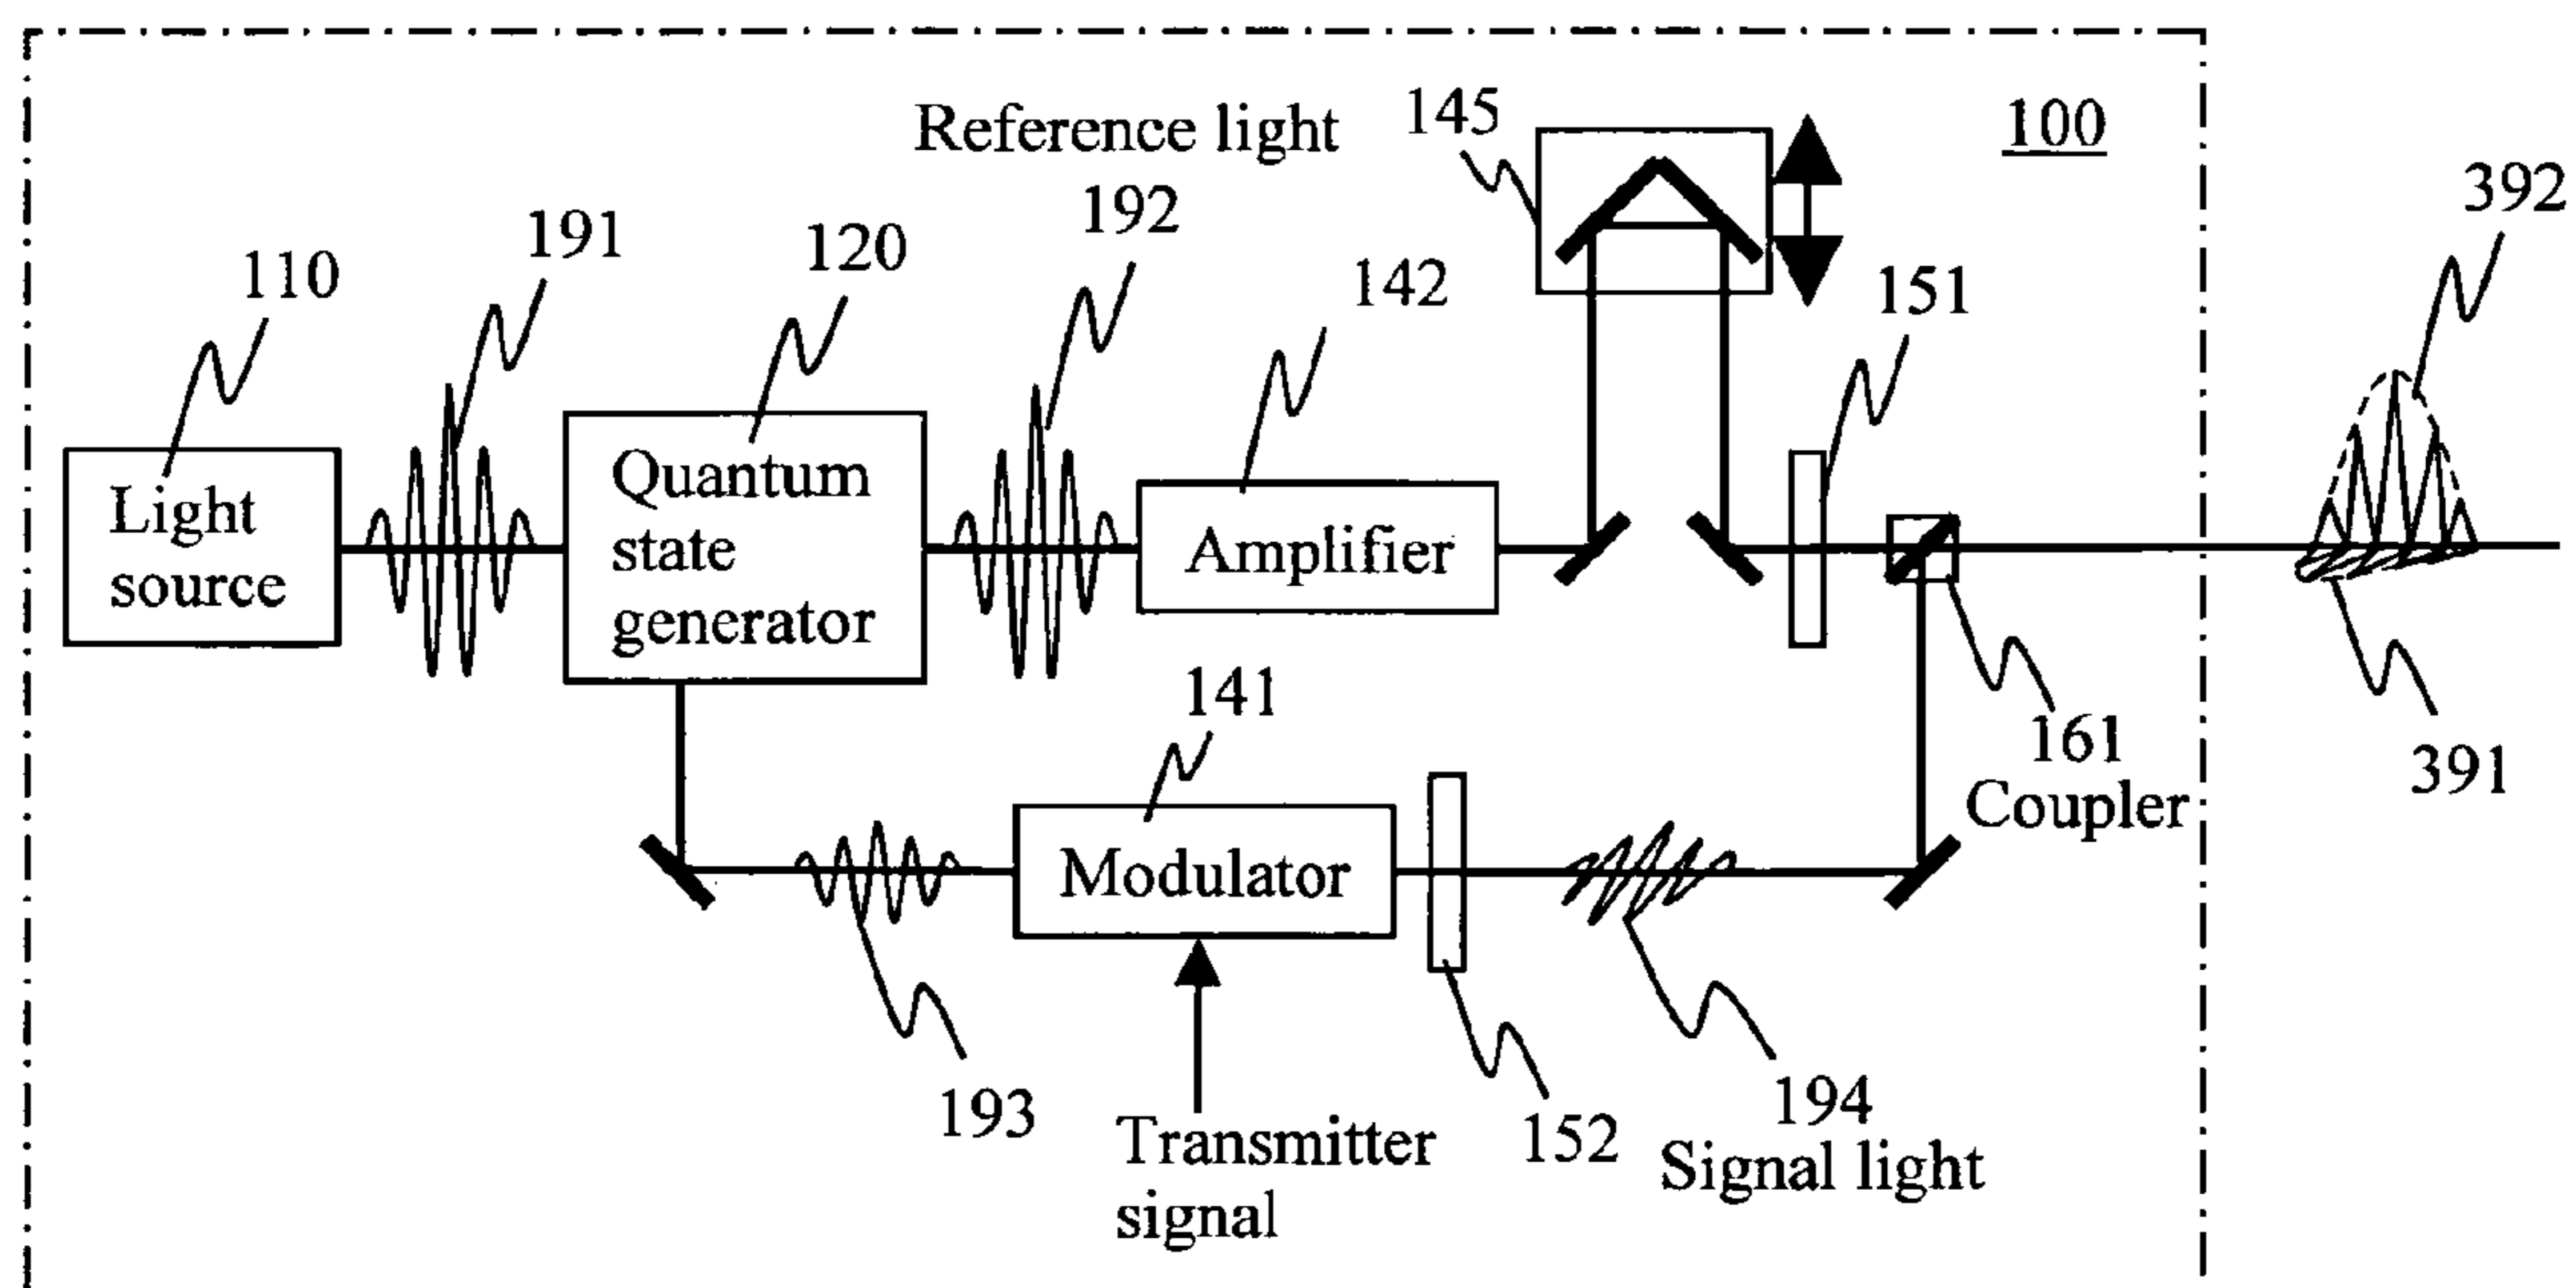 Reference light
145
100
392
191
192
120
110
142
151
Light
source
Quantum
state
generator
Amplifier
141
161
Coupler
391
Modulator
193
Transmitter
signal
152
194
Signal light